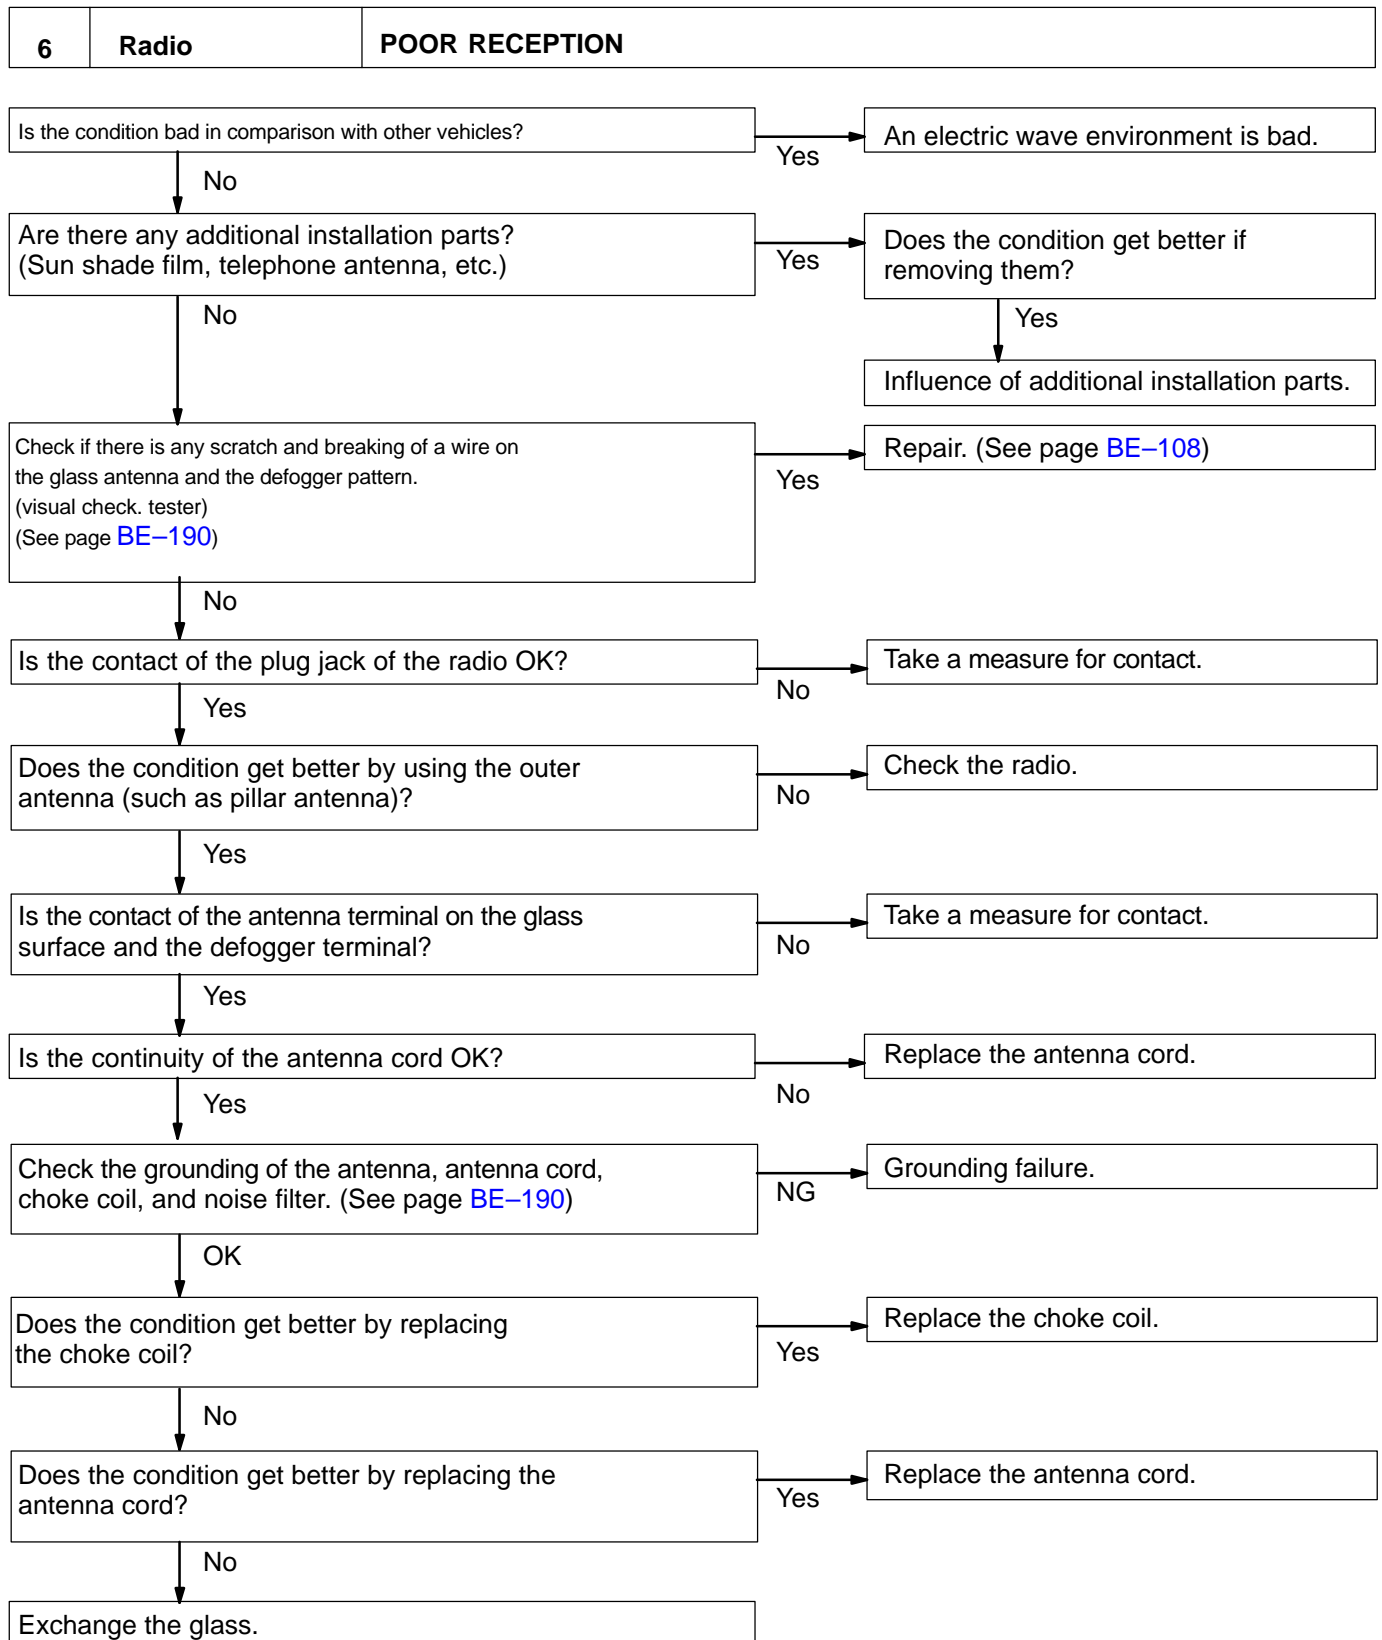 6 Radio POOR RECEPTION
Is the condition bad in comparison with other vehicles?
Yes
An electric wave environment is bad.
No
Are there any additional installation parts?
(Sun shade film, telephone antenna, etc.)
Yes
Does the condition get better if
removing them?
Yes
Influence of additional installation parts.
No
Check if there is any scratch and breaking of a wire on
the glass antenna and the defogger pattern.
(visual check. tester)
(See page BE–190)
Yes
Repair. (See page BE–108)
No
Is the contact of the plug jack of the radio OK?
No
Take a measure for contact.
Yes
Does the condition get better by using the outer
antenna (such as pillar antenna)?
No
Check the radio.
Yes
Is the contact of the antenna terminal on the glass
surface and the defogger terminal?
No
Take a measure for contact.
Yes
Is the continuity of the antenna cord OK?
No
Replace the antenna cord.
Yes
Check the grounding of the antenna, antenna cord,
choke coil, and noise filter. (See page BE–190)
NG
Grounding failure.
OK
Does the condition get better by replacing
the choke coil?
Yes
Replace the choke coil.
No
Does the condition get better by replacing the
antenna cord?
Yes
Replace the antenna cord.
No
Exchange the glass.